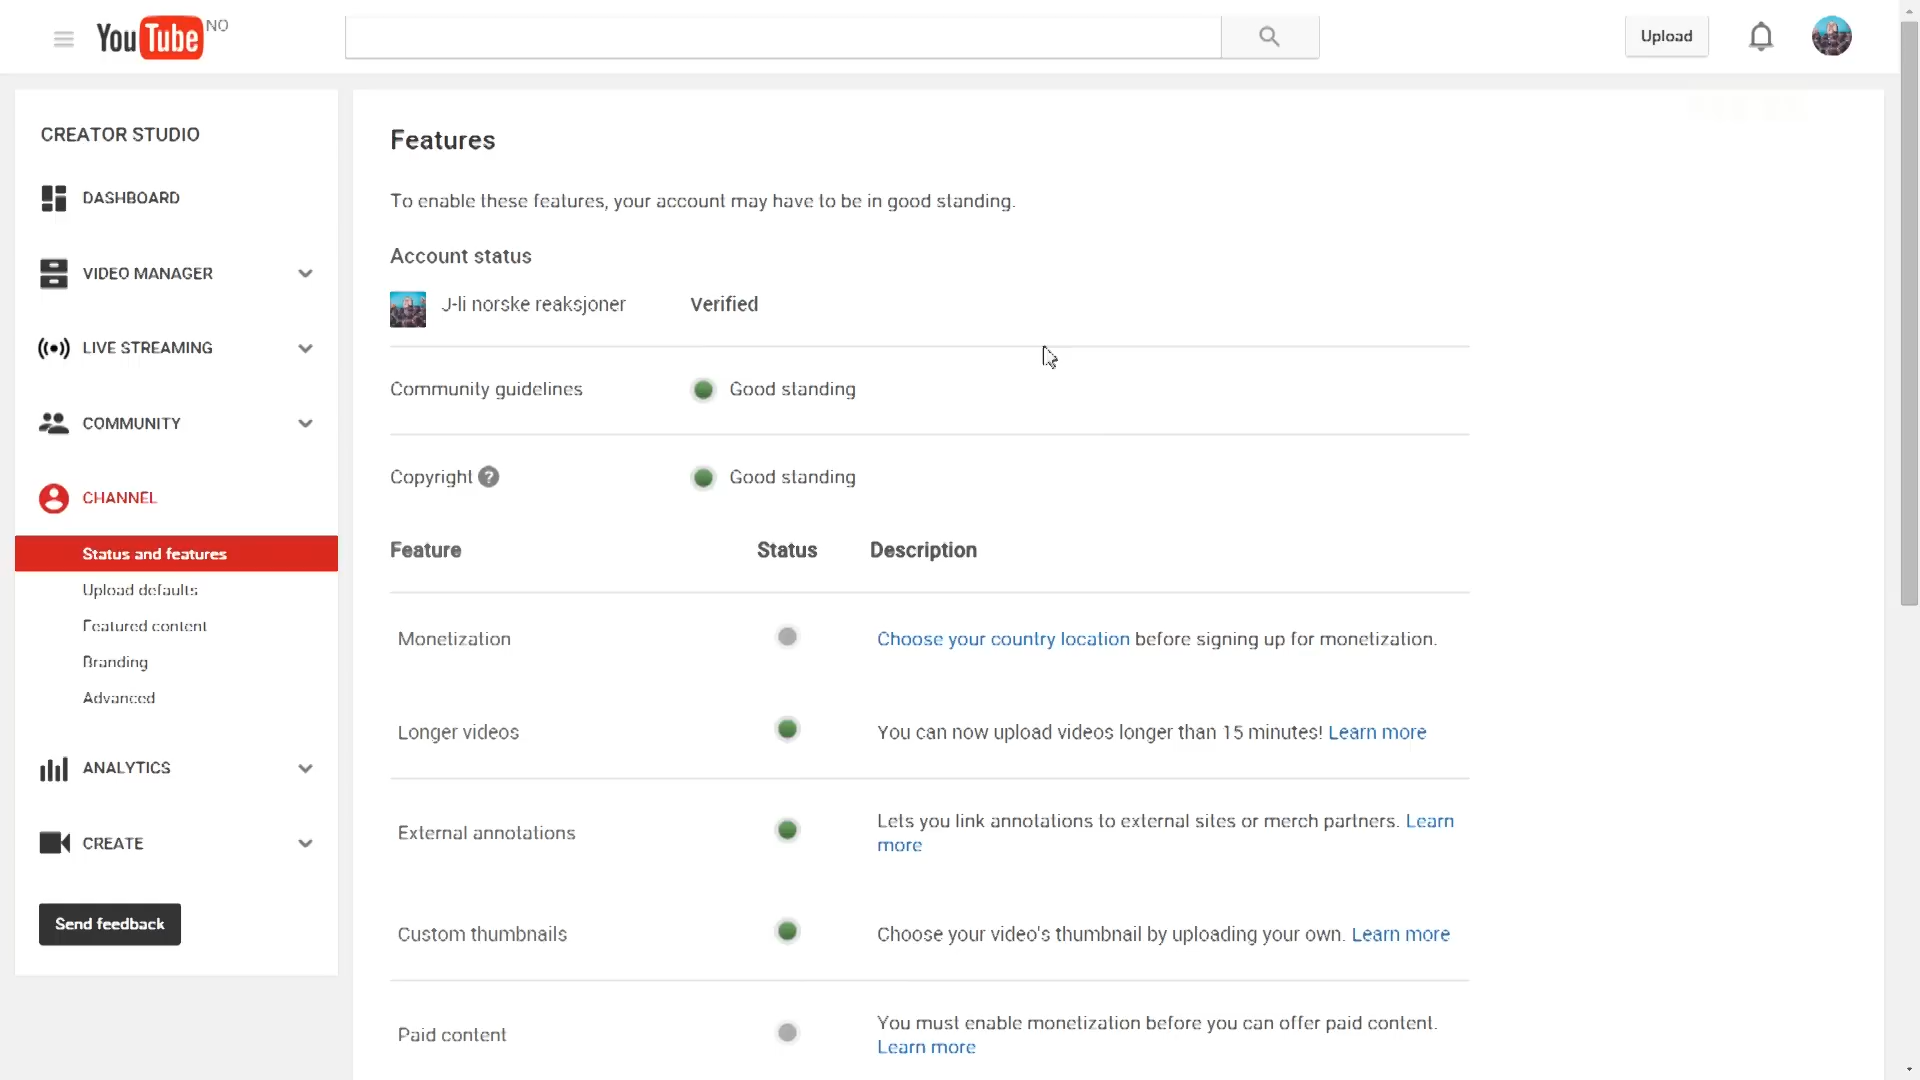 YouTube NO
Upload
CREATOR STUDIO
DASHBOARD
VIDEO MANAGER
LIVE STREAMING
COMMUNITY
CHANNEL
Status and features
Upload defaults
Featured content
Branding
Advanced
ANALYTICS
CREATE
Send feedback
Features
To enable these features, your account may have to be in good standing.
Account status
J-li norske reaksjoner Verified
Community guidelines Good standing
Copyright ? Good standing
Feature Status Description
Monetization Choose your country location before signing up for monetization.
Longer videos You can now upload videos longer than 15 minutes! Learn more
External annotations Lets you link annotations to external sites or merch partners. Learn
more
Custom thumbnails Choose your video's thumbnail by uploading your own. Learn more
Paid content You must enable monetization before you can offer paid content.
Learn more